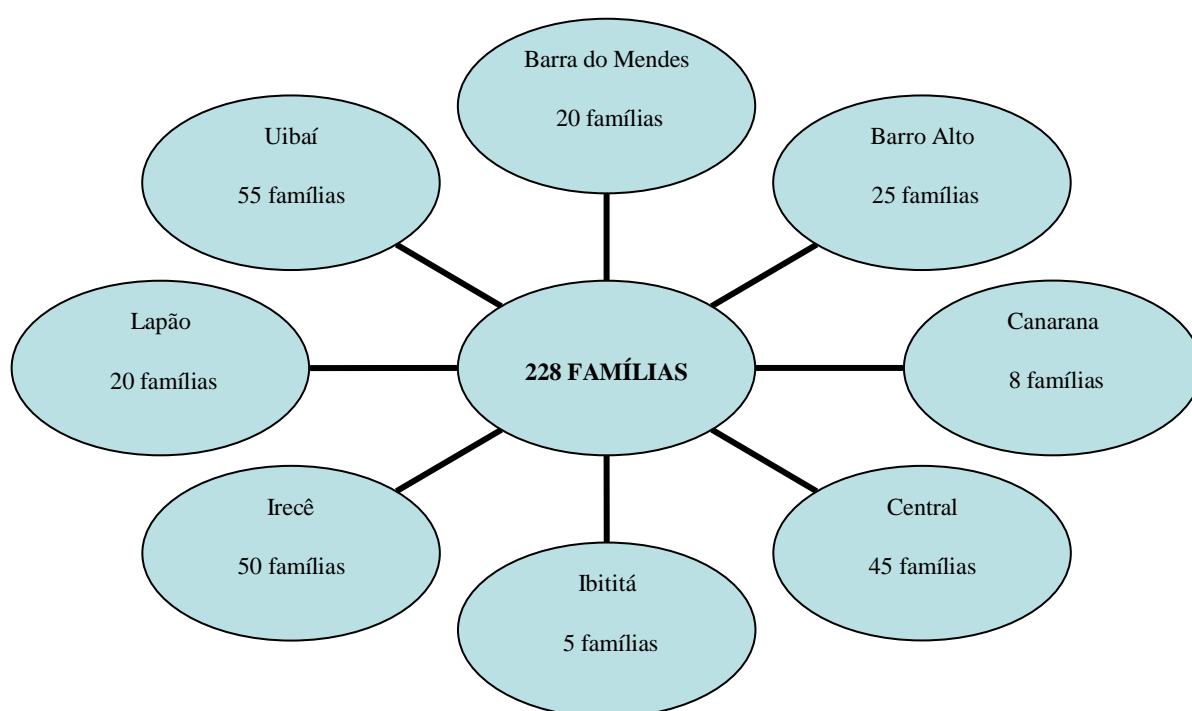 Barra do Mendes
20 famílias
Uibaí
55 famílias
Barro Alto
25 famílias
Lapão
20 famílias
228 FAMÍLIAS
Canarana
8 famílias
Irecê
50 famílias
Central
45 famílias
Ibititá
5 famílias